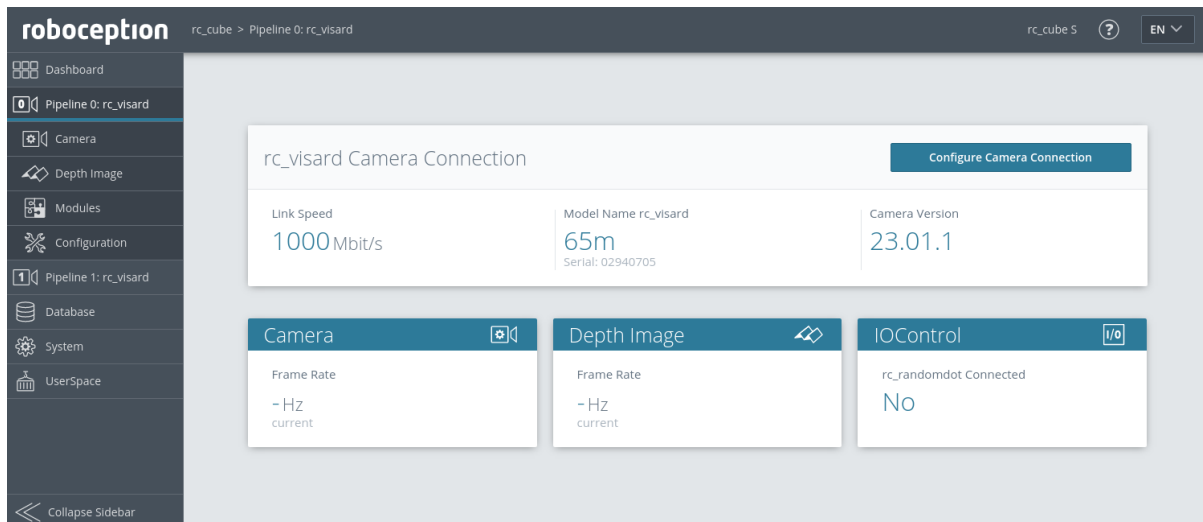 roboception
rc_cube > Pipeline 0: rc_visard
rc_cube S
?
EN
Dashboard
0
Pipeline 0: rc_visard
Camera
Depth Image
Modules
Configuration
1
Pipeline 1: rc_visard
Database
System
UserSpace
Collapse Sidebar
rc_visard Camera Connection
Configure Camera Connection
Link Speed
1000 Mbit/s
Model Name rc_visard
65m
Serial: 02940705
Camera Version
23.01.1
Camera
Frame Rate
- Hz
current
Depth Image
Frame Rate
- Hz
current
IOControl
I/O
rc_randomdot Connected
No